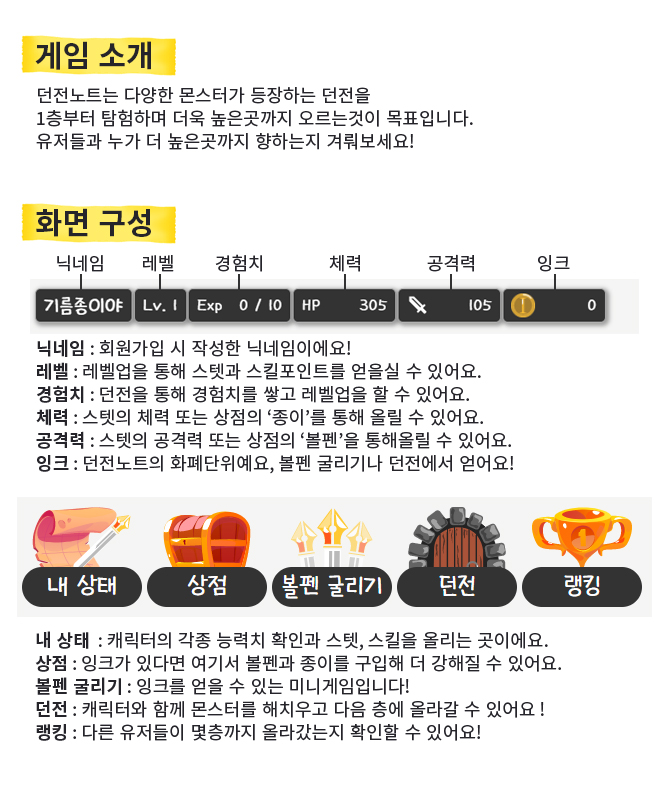 게임 소개
던전노트는 다양한 몬스터가 등장하는 던전을
1층부터 탐험하며 더욱 높은곳까지 오르는것이 목표입니다.
유저들과 누가 더 높은곳까지 향하는지 겨뤄보세요!
화면 구성
닉네임 레벨 경험치 체력 공격력 잉크
기름종이야 Lv. 1 Exp 0 / 10 HP 305 105 1 0
닉네임 : 회원가입 시 작성한 닉네임이에요!
레벨 : 레벨업을 통해 스텟과 스킬포인트를 얻을실 수 있어요.
경험치 : 던전을 통해 경험치를 쌓고 레벨업을 할 수 있어요.
체력 : 스텟의 체력 또는 상점의 ‘종이’를 통해 올릴 수 있어요.
공격력 : 스텟의 공격력 또는 상점의 ‘볼펜’을 통해올릴 수 있어요.
잉크 : 던전노트의 화폐단위예요, 볼펜 굴리기나 던전에서 얻어요!
1
내 상태 상점 볼펜 굴리기 던전 랭킹
내 상태 : 캐릭터의 각종 능력치 확인과 스텟, 스킬을 올리는 곳이에요.
상점 : 잉크가 있다면 여기서 볼펜과 종이를 구입해 더 강해질 수 있어요.
볼펜 굴리기 : 잉크를 얻을 수 있는 미니게임입니다!
던전 : 캐릭터와 함께 몬스터를 해치우고 다음 층에 올라갈 수 있어요 !
랭킹 : 다른 유저들이 몇층까지 올라갔는지 확인할 수 있어요!